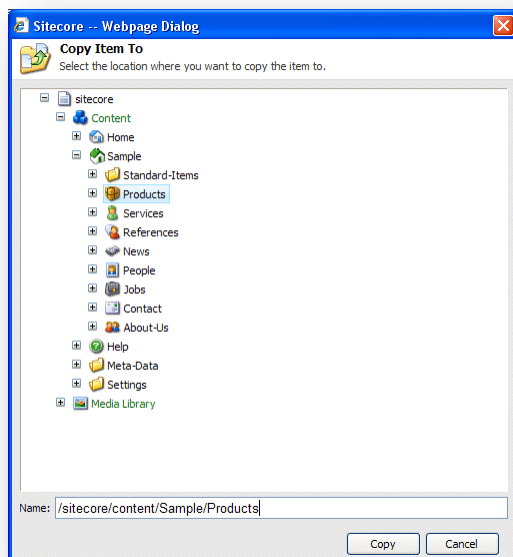 Sitecore -- Webpage Dialog
Copy Item To
Select the location where you want to copy the item to.
sitecore
Content
Home
Sample
Standard-Items
Products
Services
References
News
People
Jobs
Contact
About-Us
Help
Meta-Data
Settings
Media Library
Name: /sitecore/content/Sample/Products
Copy Cancel